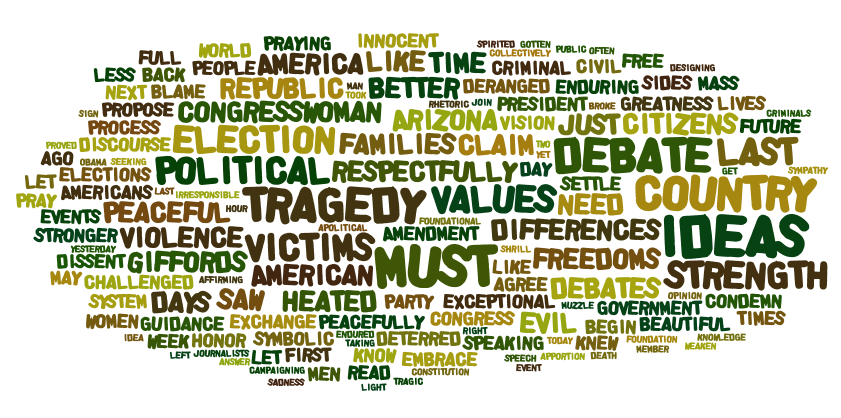 SPIRITED GOTTEN
PRAYING INNOCENT COLLECTIVELY PUBLIC OFTEN
FULL WORLD
LESS BACK PEOPLE AMERICA LIKE TIME CRIMINAL CIVIL FREE DESIGNING
NEXT BLAME REPUBLIC MAN TOOK BETTER DERANGED ENDURING SIDES MASS
SIGN PROPOSE CONGRESSWOMAN RHETORIC JOIN PRESIDENT BROKE GREATNESS LIVES
PROCESS ARIZONA VISION JUST CITIZENS FUTURE CRIMINALS
PROVED DISCOURSE ELECTION FAMILIES CLAIM TWO YET DEBATE LAST
AGO OBAMA SEEKING
LET ELECTIONS POLITICAL RESPECTFULLY DAY GET SYMPATHY
PRAY AMERICANS LAST IRRESPONSIBLE TRAGEDY VALUES SETTLE NEED COUNTRY
EVENTS PEACEFUL HOUR FOUNDATIONAL
STRONGER VIOLENCE APOLITICAL AMENDMENT DIFFERENCES IDEAS
YESTERDAY VICTIMS SHRILL
DISSENT GIFFORDS MUST LIKE FREEDOMS
MAY CHALLENGED AFFIRMING AMERICAN AGREE DEBATES STRENGTH
SYSTEM DAYS SAW HEATED PARTY EXCEPTIONAL MUZZLE GOVERNMENT OPINION CONDEMN
WOMEN GUIDANCE EXCHANGE PEACEFULLY CONGRESS RIGHT EVIL BEGIN BEAUTIFUL TIMES
IDEA WEEK HONOR SYMBOLIC ENDURED TAKING DETERRED SPEAKING TODAY KNEW FOUNDATION KNOWLEDGE
MEMBER WEAKEN
LEFT JOURNALISTS ANSWER LET FIRST KNOW EMBRACE SPEECH APPORTION DEATH
CAMPAIGNING MEN READ CONSTITUTION EVENT
SADNESS LIGHT TRAGIC